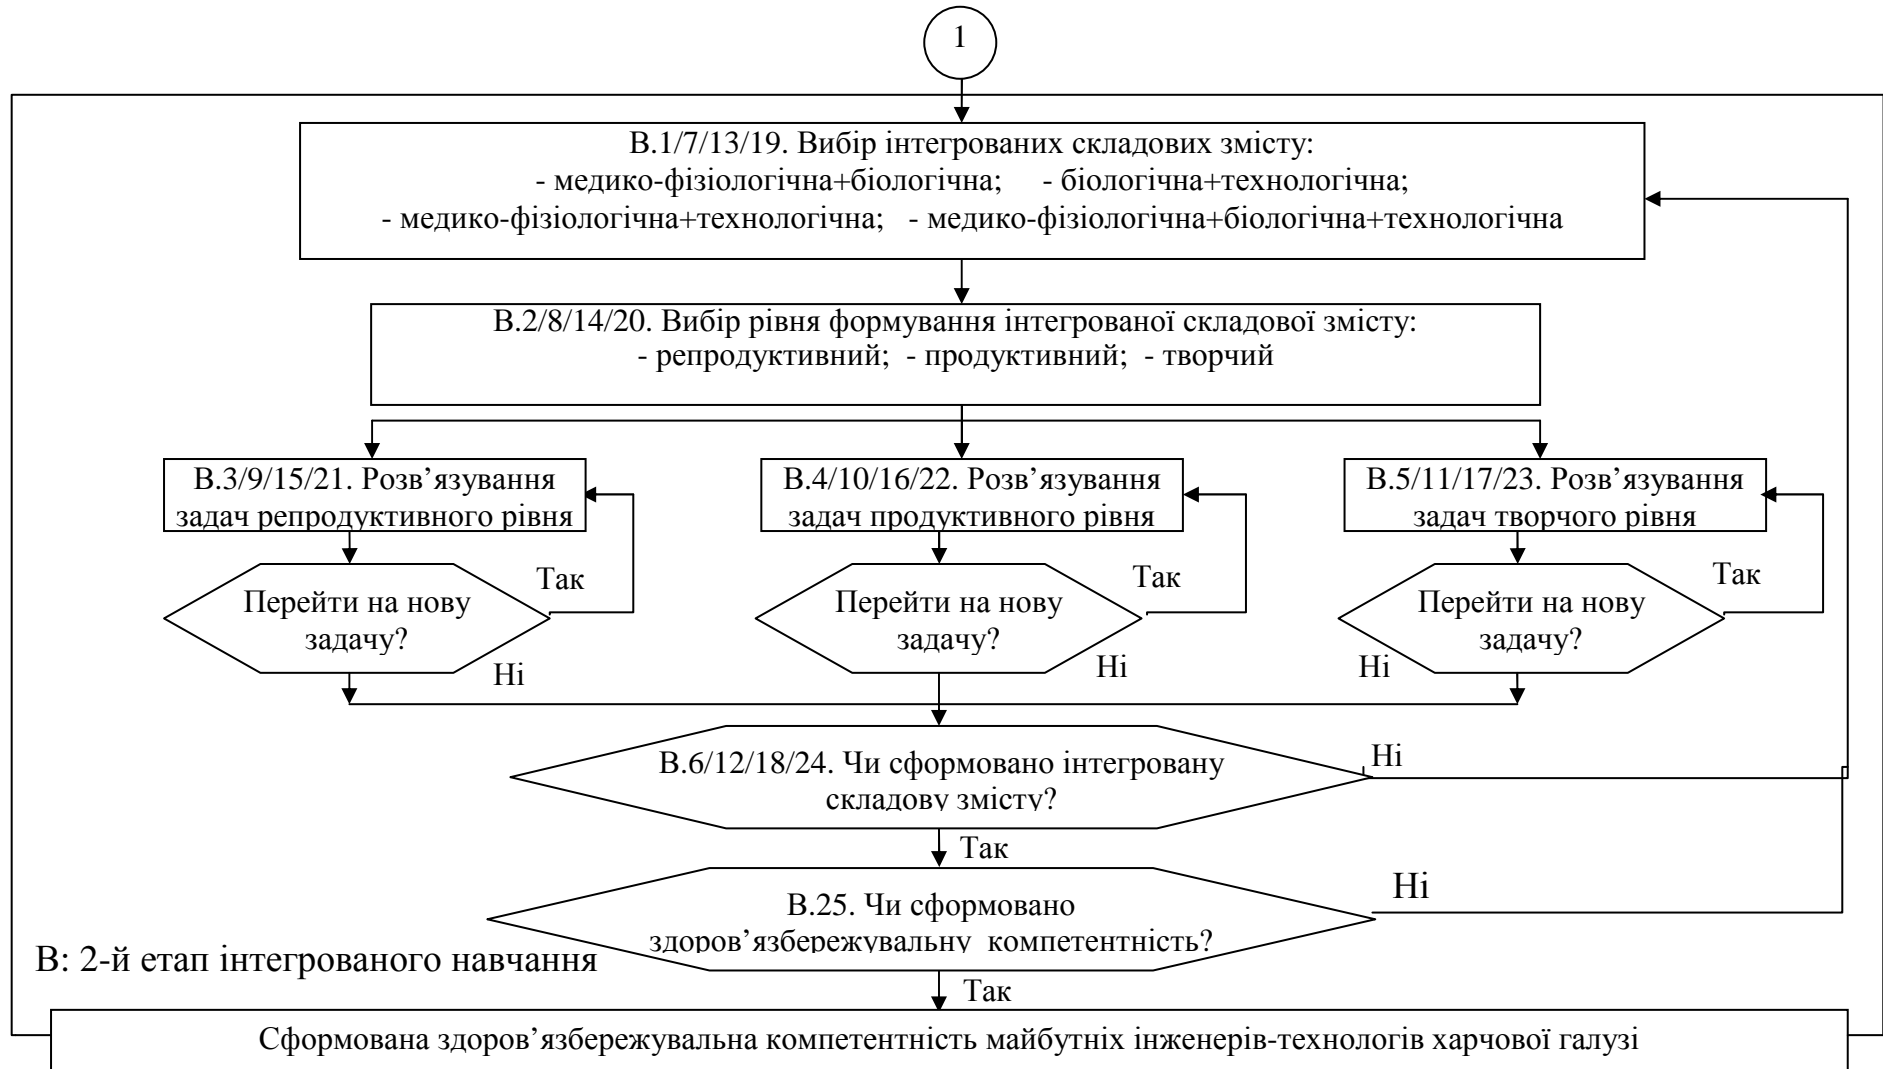 1
В.1/7/13/19. Вибір інтегрованих складових змісту:
- медико-фізіологічна+біологічна; - біологічна+технологічна;
- медико-фізіологічна+технологічна; - медико-фізіологічна+біологічна+технологічна
В.2/8/14/20. Вибір рівня формування інтегрованої складової змісту:
- репродуктивний; - продуктивний; - творчий
В.3/9/15/21. Розв’язування
задач репродуктивного рівня
В.4/10/16/22. Розв’язування
задач продуктивного рівня
В.5/11/17/23. Розв’язування
задач творчого рівня
Так
Перейти на нову
задачу?
Ні
Так
Перейти на нову
задачу?
Ні
Так
Перейти на нову
задачу?
Ні
В.6/12/18/24. Чи сформовано інтегровану
складову змісту?
Ні
Так
В.25. Чи сформовано
здоров’язбережувальну компетентність?
Ні
В: 2-й етап інтегрованого навчання
Так
Сформована здоров’язбережувальна компетентність майбутніх інженерів-технологів харчової галузі